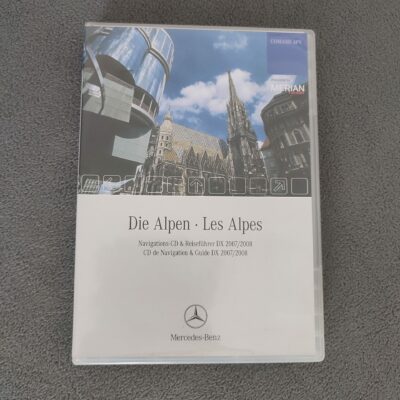 COMAND APS
MERIAN
Die Alpen · Les Alpes
Navigations-CD & Reiseführer DX 2007/2008
CD de Navigation & Guide DX 2007/2008
Mercedes-Benz